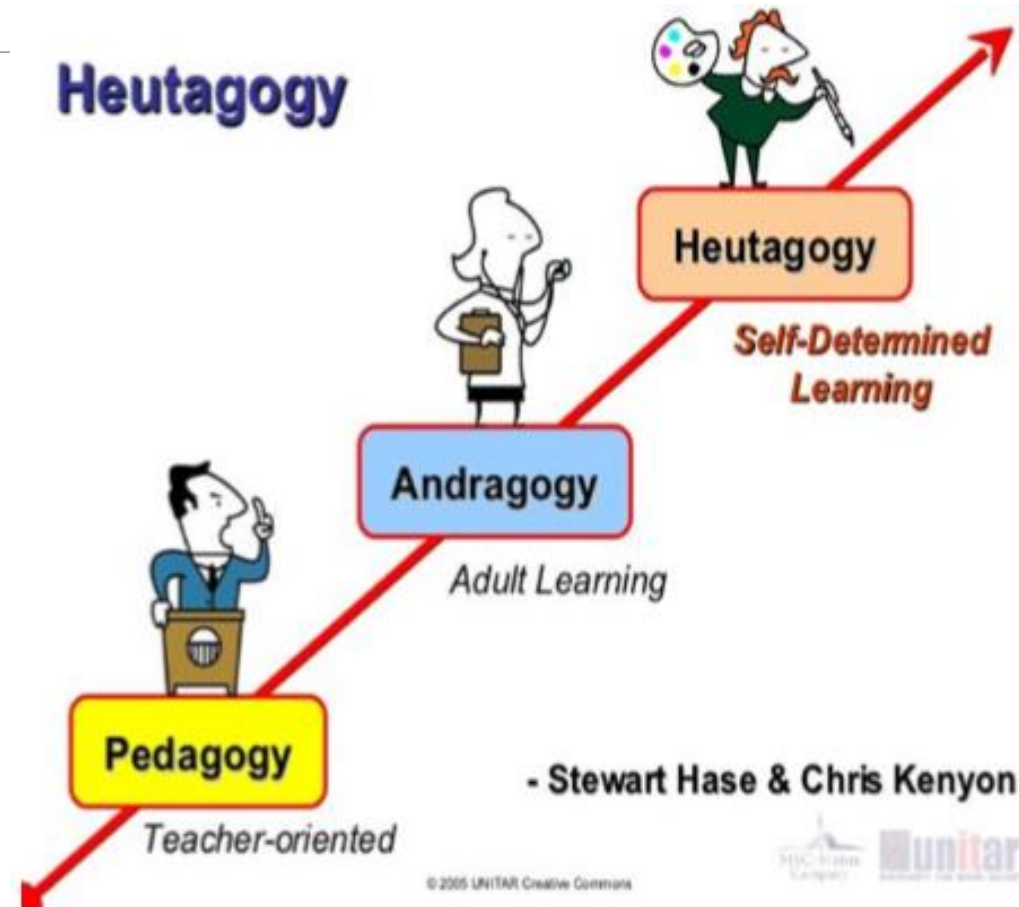 Heutagogy
Heutagogy
Self-Determined
Learning
Andragogy
Adult Learning
Pedagogy
- Stewart Hase & Chris Kenyon
Teacher-oriented
© 2005 UNITAR Creative Commons
unitar